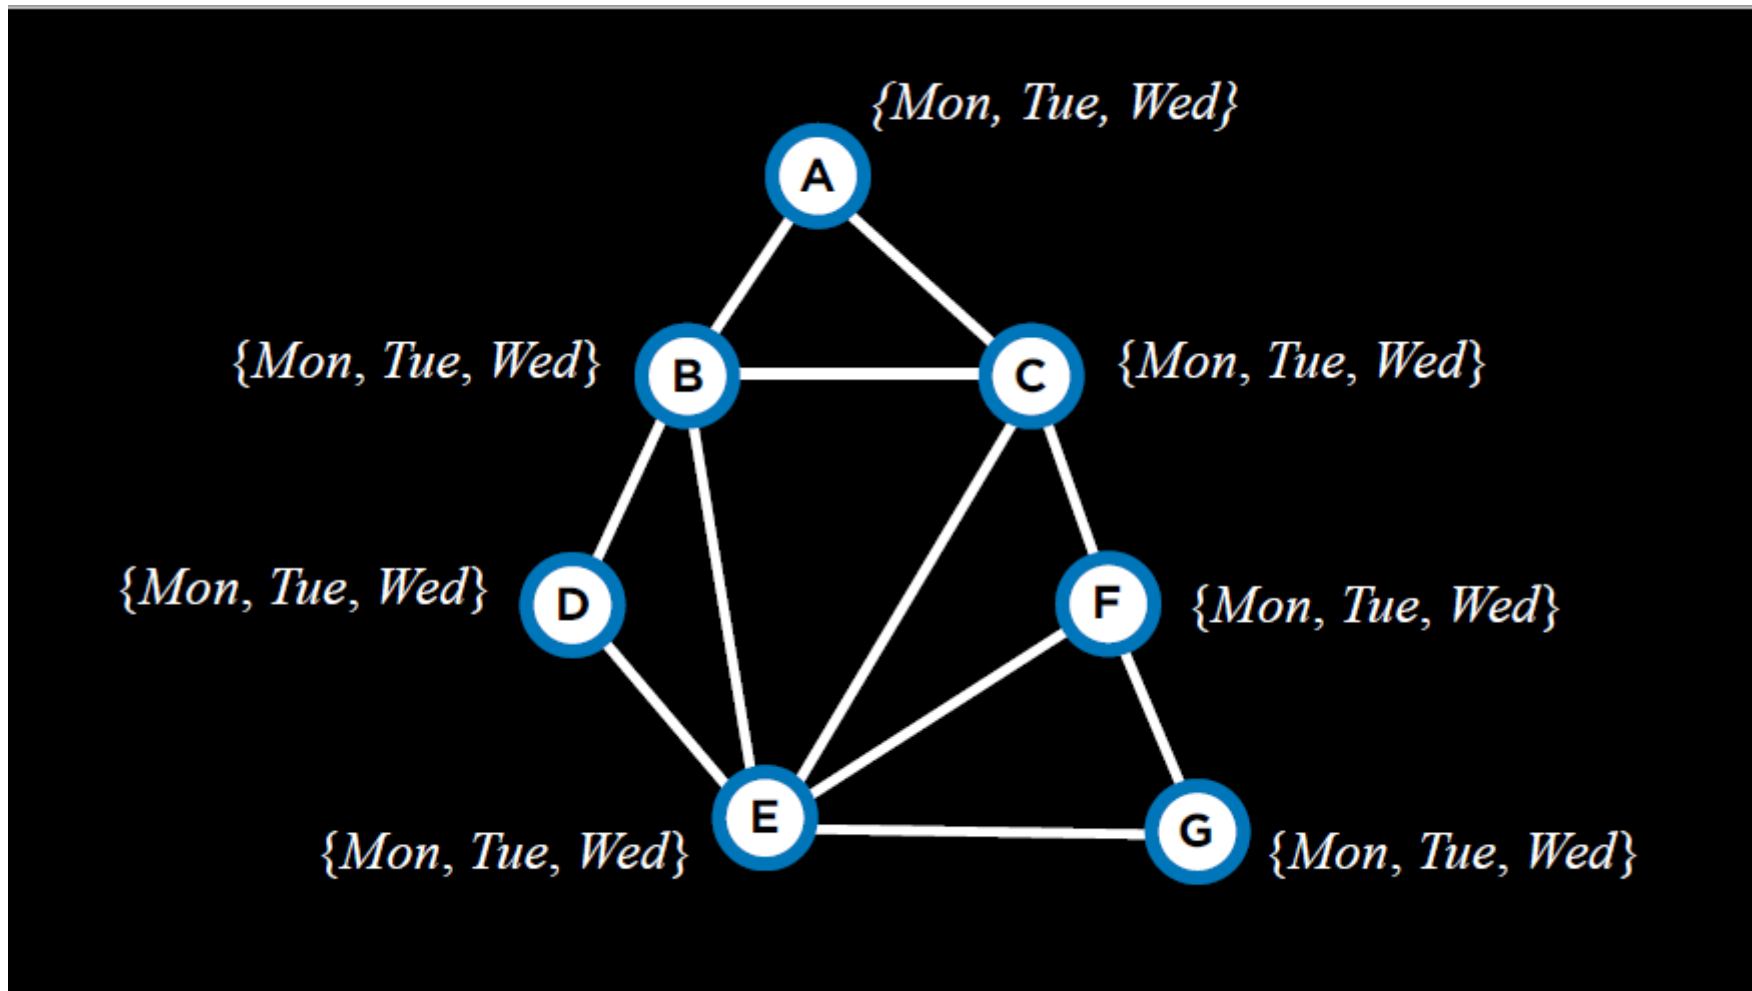 {Mon, Tue, Wed}
A
{Mon, Tue, Wed}
B
C
{Mon, Tue, Wed}
{Mon, Tue, Wed}
D
F
{Mon, Tue, Wed}
{Mon, Tue, Wed}
E
G
{Mon, Tue, Wed}